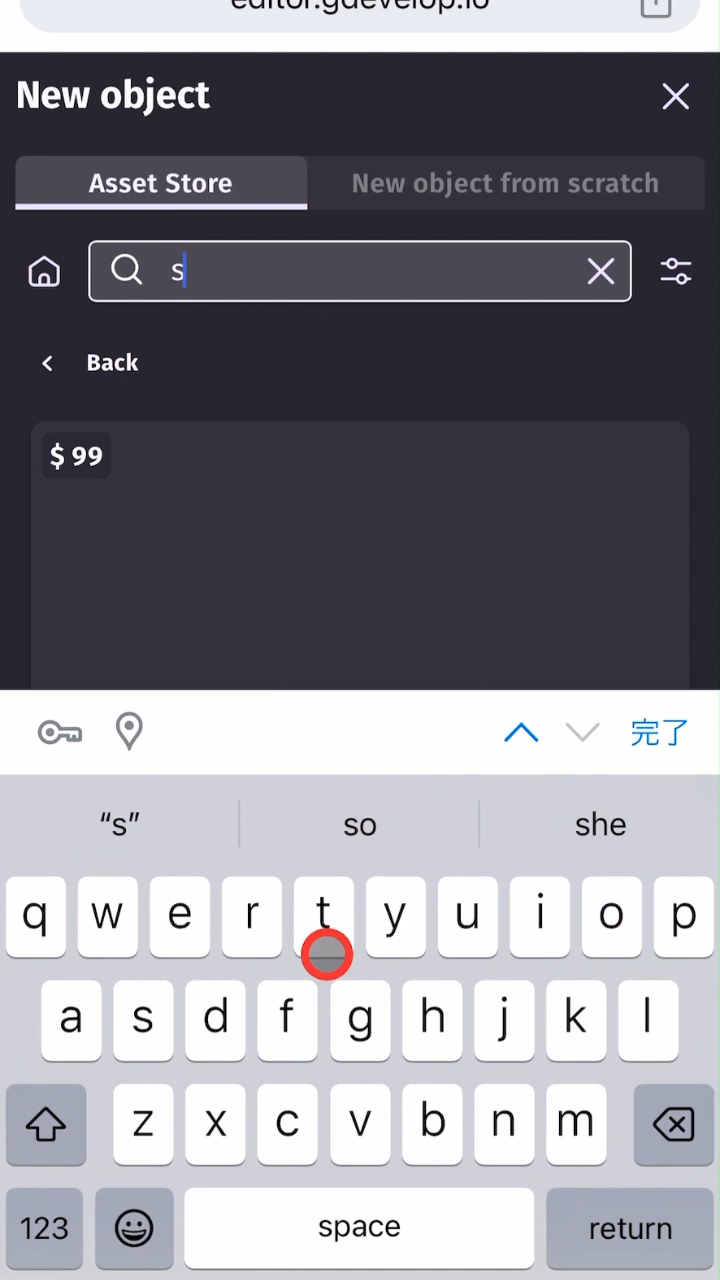 editor.gdevelop.io
New object
Asset Store
New object from scratch
s
Back
$ 99
完了
“s”
so
she
q w e r t y u i o p
a s d f g h j k l
z x c v b n m
123
space
return